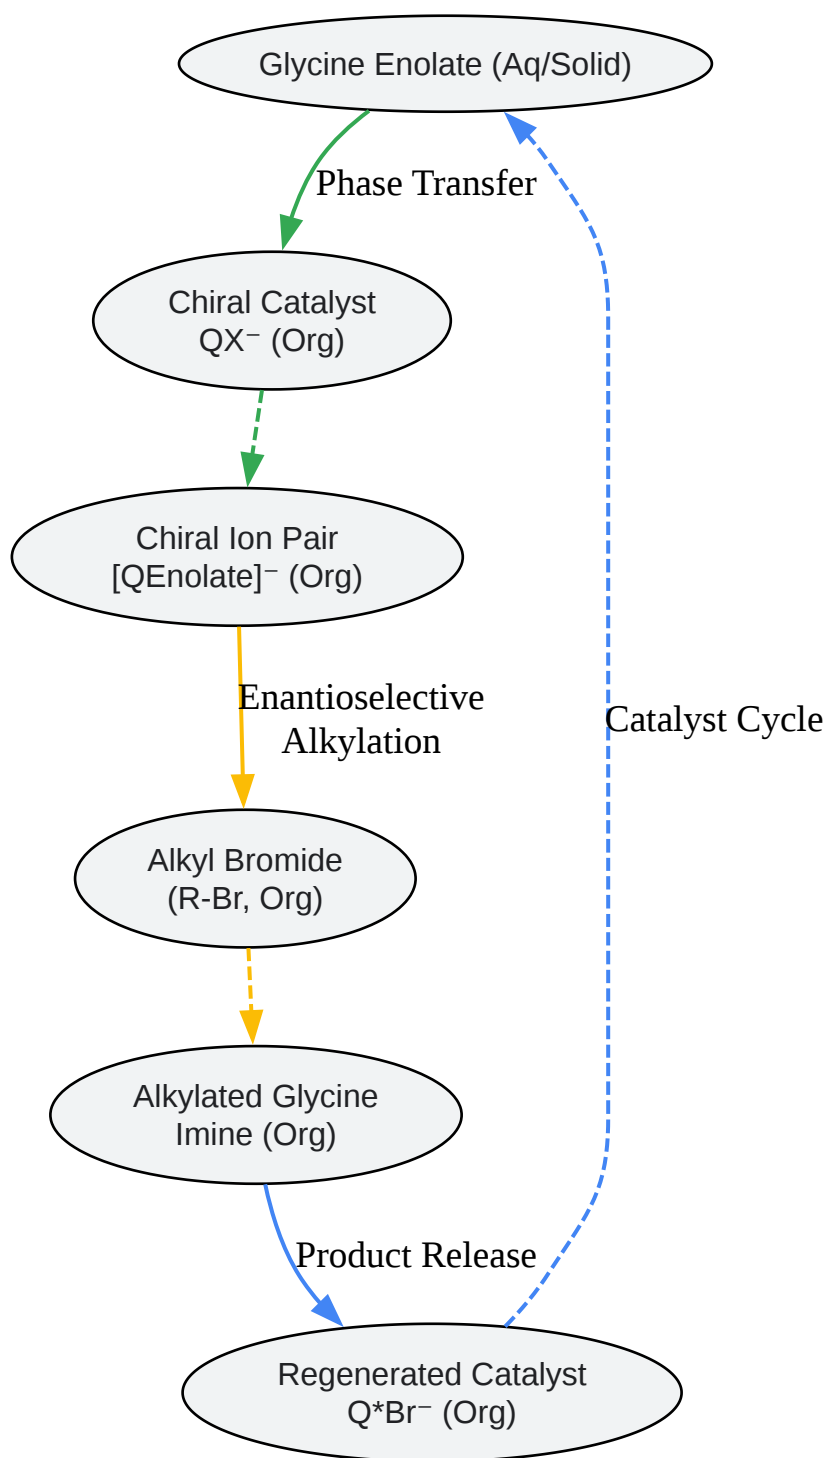 Glycine Enolate (Aq/Solid)
Phase Transfer
Chiral Catalyst
QX⁻ (Org)
Chiral Ion Pair
[QEnolate]⁻ (Org)
Enantioselective
Alkylation
Catalyst Cycle
Alkyl Bromide
(R-Br, Org)
Alkylated Glycine
Imine (Org)
Product Release
Regenerated Catalyst
Q*Br⁻ (Org)